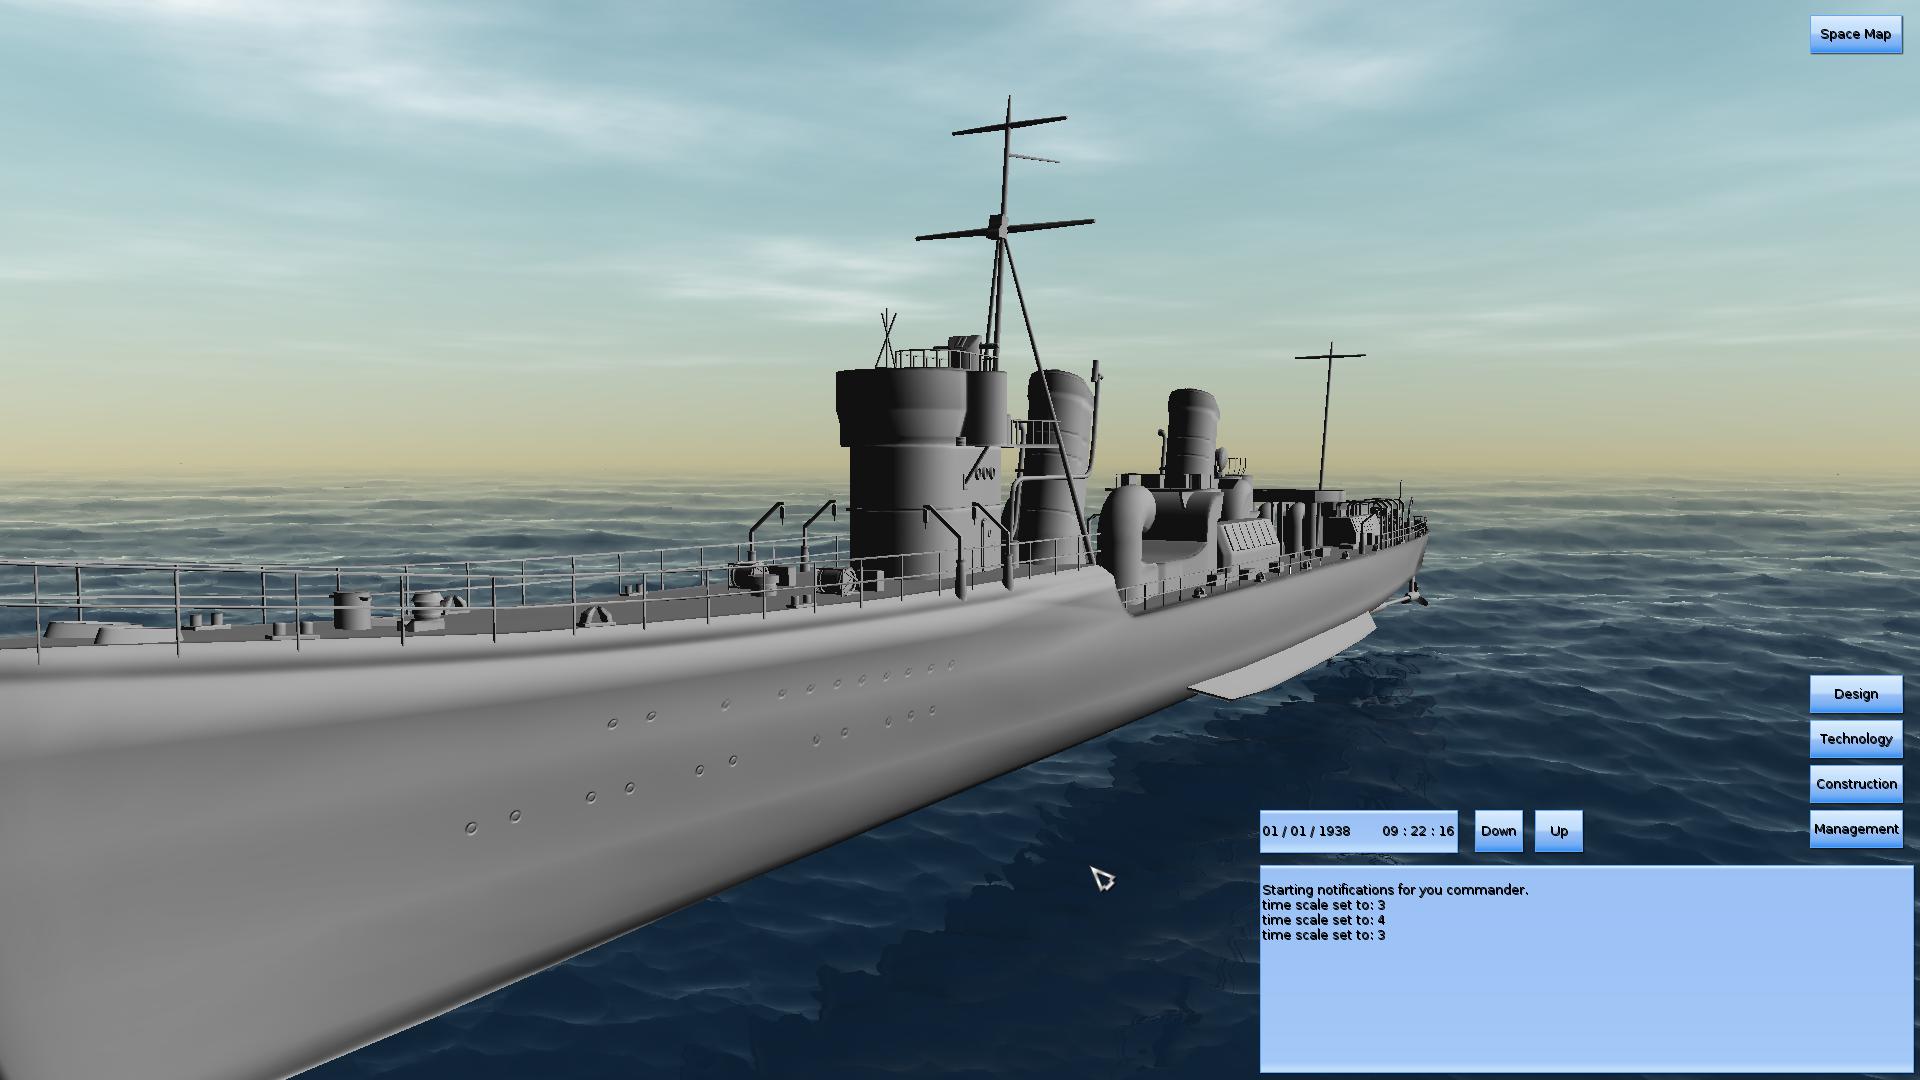 Space Map
Design
Technology
Construction
Management
01 / 01 / 1938 09 : 22 : 16
Down
Up
Starting notifications for you commander.
time scale set to: 3
time scale set to: 4
time scale set to: 3